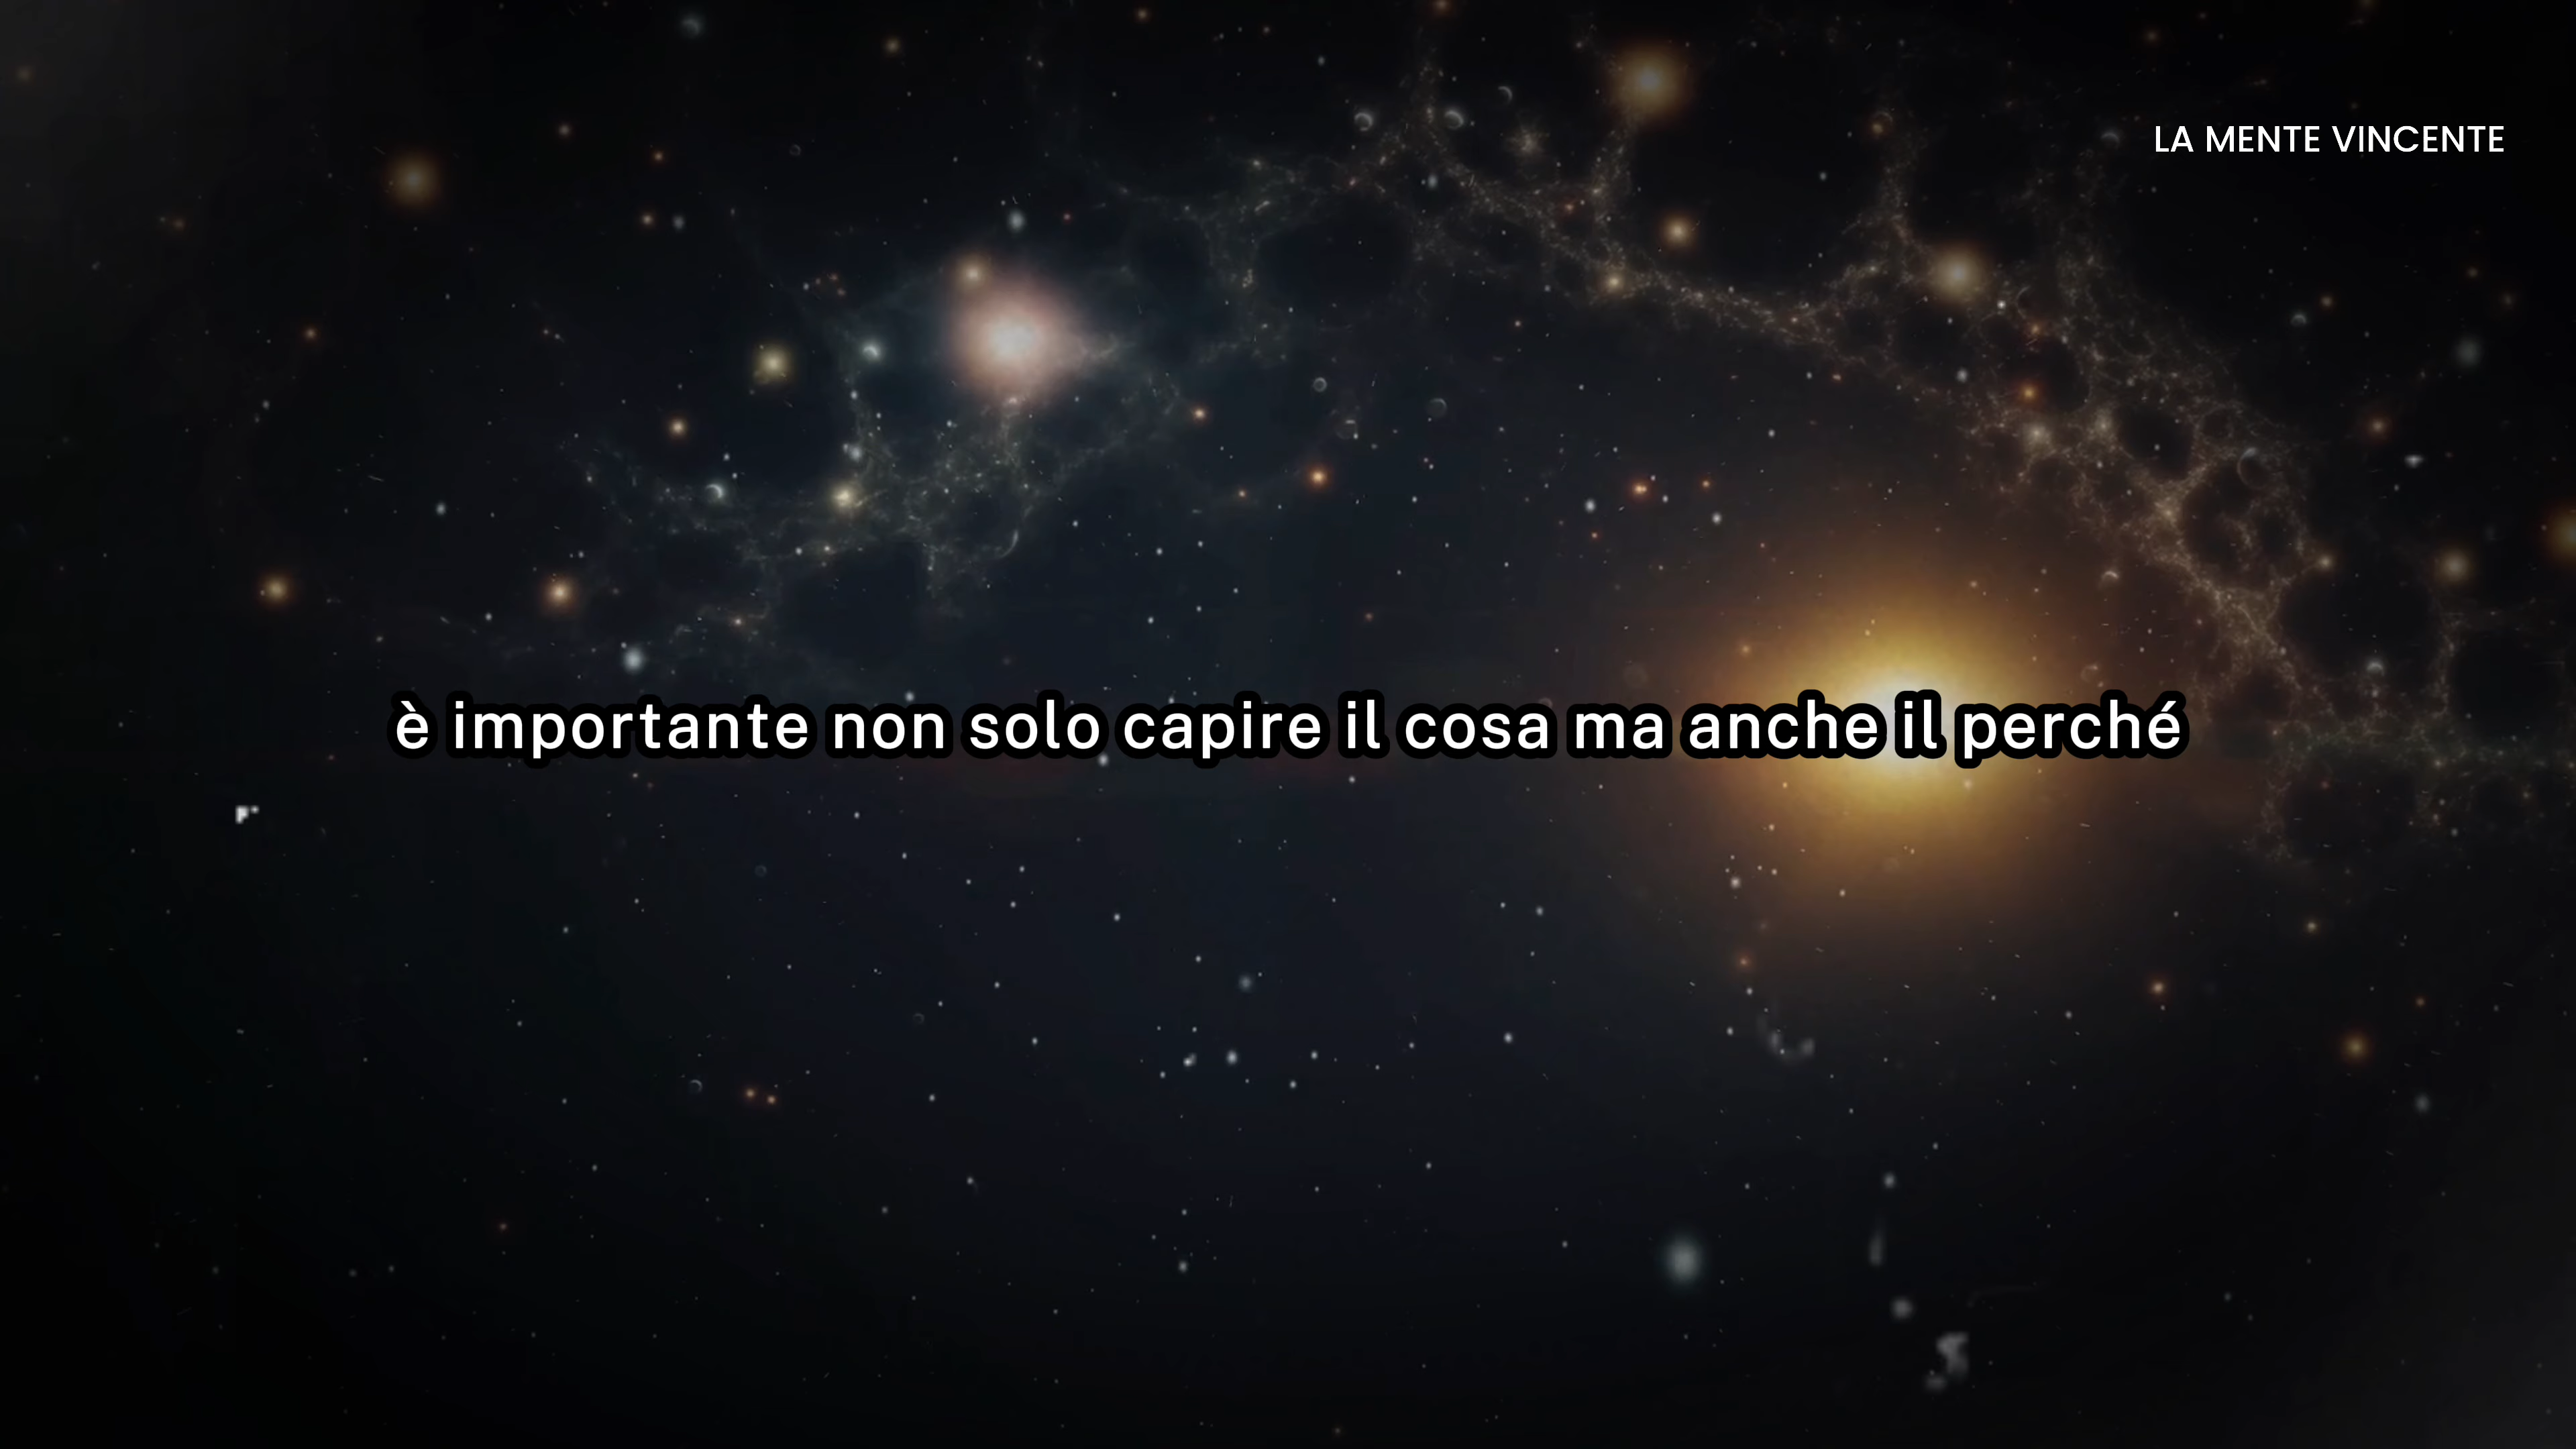 LA MENTE VINCENTE
è importante non solo capire il cosa ma anche il perché